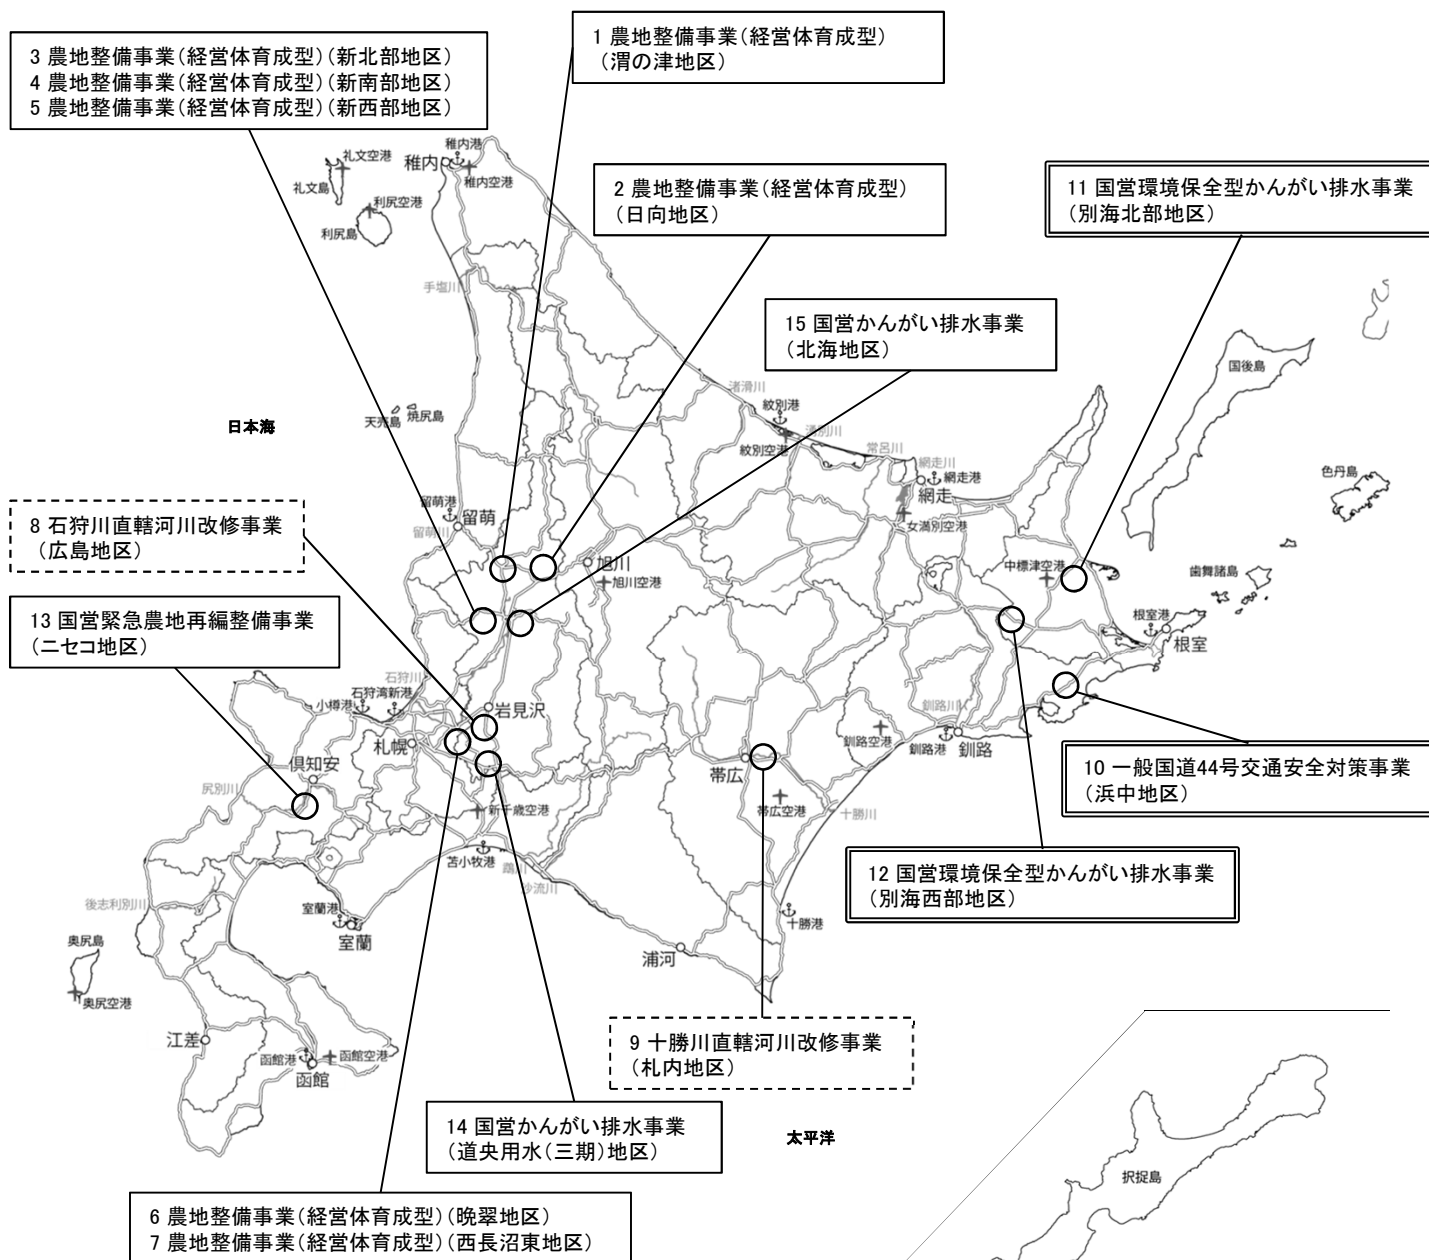 1 農地整備事業(経営体育成型)
(渭の津地区)
3 農地整備事業(経営体育成型)(新北部地区)
4 農地整備事業(経営体育成型)(新南部地区)
5 農地整備事業(経営体育成型)(新西部地区)
稚内港
稚内
稚内空港
礼文空港
礼文島
利尻空港
利尻島
2 農地整備事業(経営体育成型)
(日向地区)
11 国営環境保全型かんがい排水事業
(別海北部地区)
手塩川
15 国営かんがい排水事業
(北海地区)
国後島
渚滑川
紋別港
紋別空港
湧別川
常呂川
網走川
網走港
網走
女満別空港
天売島
焼尻島
日本海
色丹島
留萌港
留萌
留萌川
8 石狩川直轄河川改修事業
(広島地区)
旭川
旭川空港
中標津空港
歯舞諸島
根室港
根室
13 国営緊急農地再編整備事業
(ニセコ地区)
石狩川
石狩湾新港
小樽港
岩見沢
札幌
倶知安
尻別川
新千歳空港
苫小牧港
鵡川
沙流川
帯広
帯広空港
十勝川
釧路川
釧路空港
釧路港
釧路
10 一般国道44号交通安全対策事業
(浜中地区)
12 国営環境保全型かんがい排水事業
(別海西部地区)
後志利別川
室蘭港
室蘭
十勝港
浦河
奥尻島
奥尻空港
江差
函館港
函館空港
函館
9 十勝川直轄河川改修事業
(札内地区)
14 国営かんがい排水事業
(道央用水(三期)地区)
太平洋
択捉島
6 農地整備事業(経営体育成型)(晩翠地区)
7 農地整備事業(経営体育成型)(西長沼東地区)